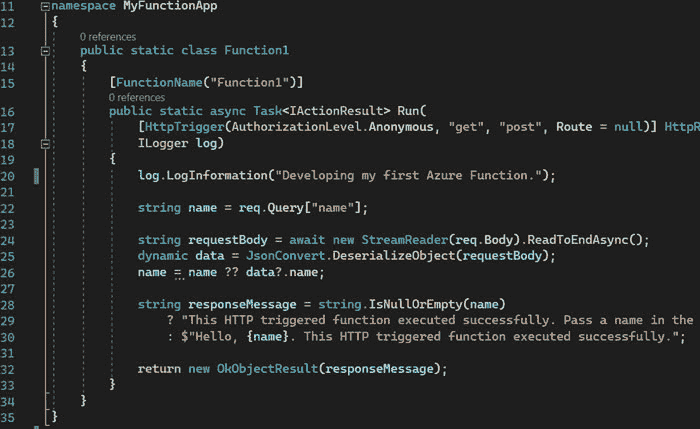 11 namespace MyFunctionApp
12 {
0 references
13 public static class Function1
14 {
15 [FunctionName("Function1")]
0 references
16 public static async Task<IActionResult> Run(
17 [HttpTrigger(AuthorizationLevel.Anonymous, "get", "post", Route = null)] HttpR
18 ILogger log)
19 {
20 log.LogInformation("Developing my first Azure Function.");
21
22 string name = req.Query["name"];
23
24 string requestBody = await new StreamReader(req.Body).ReadToEndAsync();
25 dynamic data = JsonConvert.DeserializeObject(requestBody);
26 name = name ?? data?.name;
27
28 string responseMessage = string.IsNullOrEmpty(name)
29 ? "This HTTP triggered function executed successfully. Pass a name in the
30 : $"Hello, {name}. This HTTP triggered function executed successfully.";
31
32 return new OkObjectResult(responseMessage);
33 }
34 }
35 }